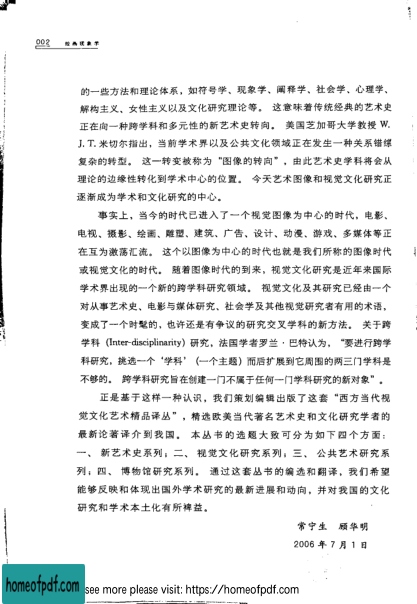 002 绘画现象学
的一些方法和理论体系，如符号学、现象学、阐释学、社会学、心理学、
解构主义、女性主义以及文化研究理论等。 这意味着传统经典的艺术史
正在向一种跨学科和多元性的新艺术史转向。 美国芝加哥大学教授 W.
J. T. 米切尔指出，当前学术界以及公共文化领域正在发生一种关系错综
复杂的转型。 这一转变被称为“图像的转向”，由此艺术史学科将会从
理论的边缘性转化到学术中心的位置。 今天艺术图像和视觉文化研究正
逐渐成为学术和文化研究的中心。
事实上，当今的时代已进入了一个视觉图像为中心的时代，电影、
电视、摄影、绘画、雕塑、建筑、广告、设计、动漫、游戏、多媒体等正
在互为激荡汇流。 这个以图像为中心的时代也就是我们所称的图像时代
或视觉文化的时代。 随着图像时代的到来，视觉文化研究是近年来国际
学术界出现的一个新的跨学科研究领域。 视觉文化及其研究已经由一个
对从事艺术史、电影与媒体研究、社会学及其他视觉研究者有用的术语，
变成了一个时髦的，也许还是有争议的研究交叉学科的新方法。 关于跨
学科（Inter-disciplinarity）研究，法国学者罗兰·巴特认为，“要进行跨学
科研究，挑选一个‘学科’（一个主题）而后扩展到它周围的两三门学科是
不够的。 跨学科研究旨在创建一门不属于任何一门学科研究的新对象”。
正是基于这样一种认识，我们策划编辑出版了这套“西方当代视
觉文化艺术精品译丛”，精选欧美当代著名艺术史和文化研究学者的
最新论著译介到我国。 本丛书的选题大致可分为如下四个方面：
一、 新艺术史系列；二、 视觉文化研究系列；三、 公共艺术研究系
列；四、 博物馆研究系列。 通过这套丛书的编选和翻译，我们希望
能够反映和体现出国外学术研究的最新进展和动向，并对我国的文化
研究和学术本土化有所裨益。
常宁生 顾华明
2006 年 7 月 1 日
homeofpdf.com
see more please visit: https://homeofpdf.com